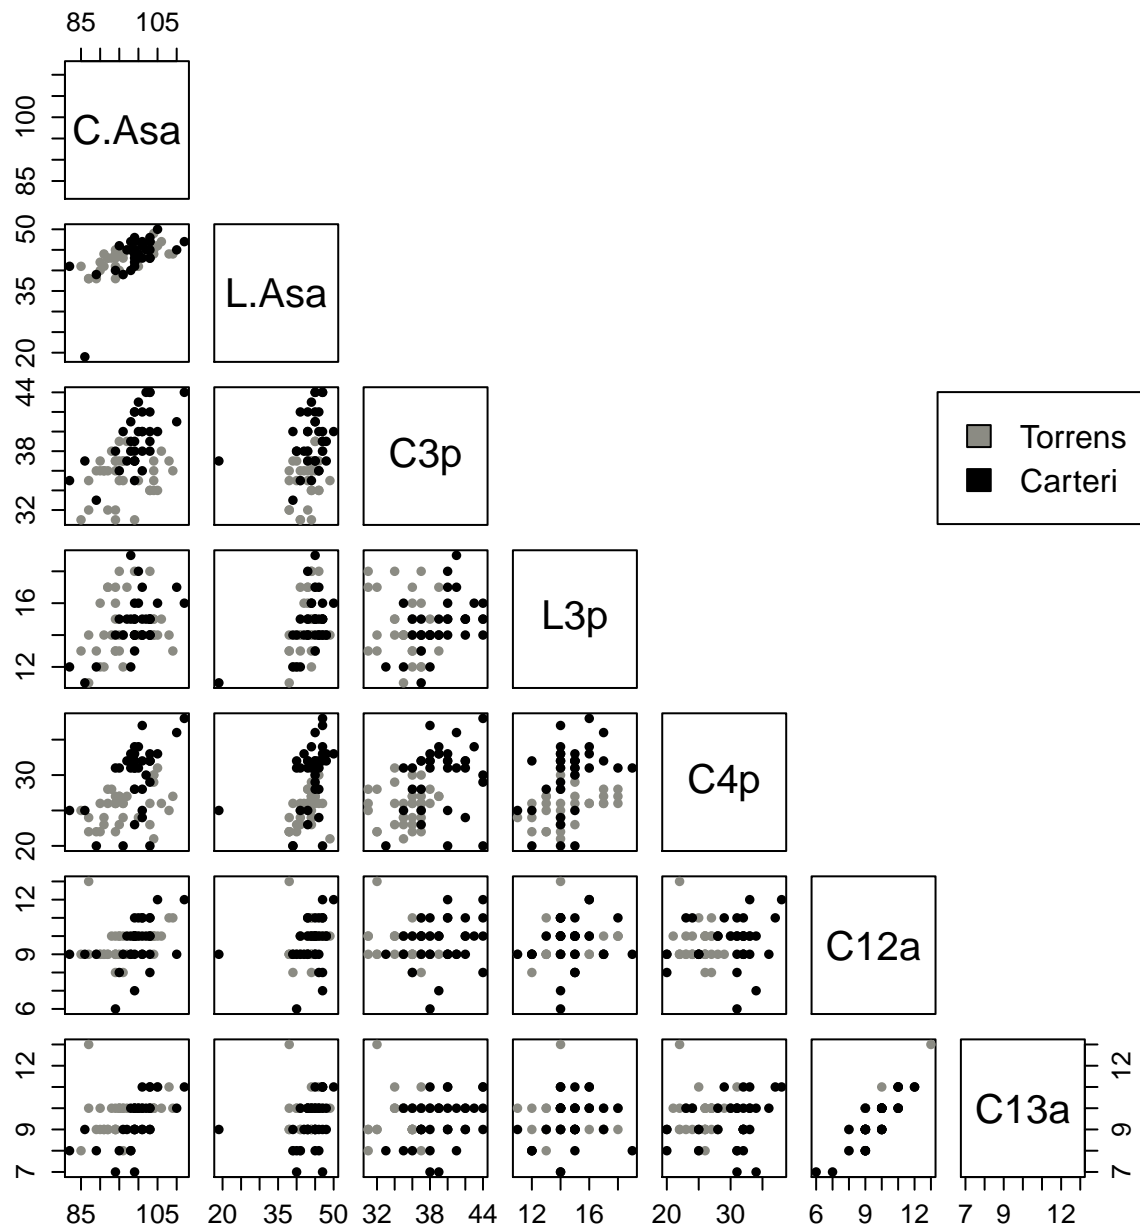 85 105
85 100
C.Asa
20 35 50
L.Asa
32 38 44
C3p
Torrens
Carteri
12 16
L3p
20 30
C4p
6 9 12
C12a
7 9 12
C13a
7 9 12
85 105 20 35 50 32 38 44 12 16 20 30 6 9 12 7 9 12